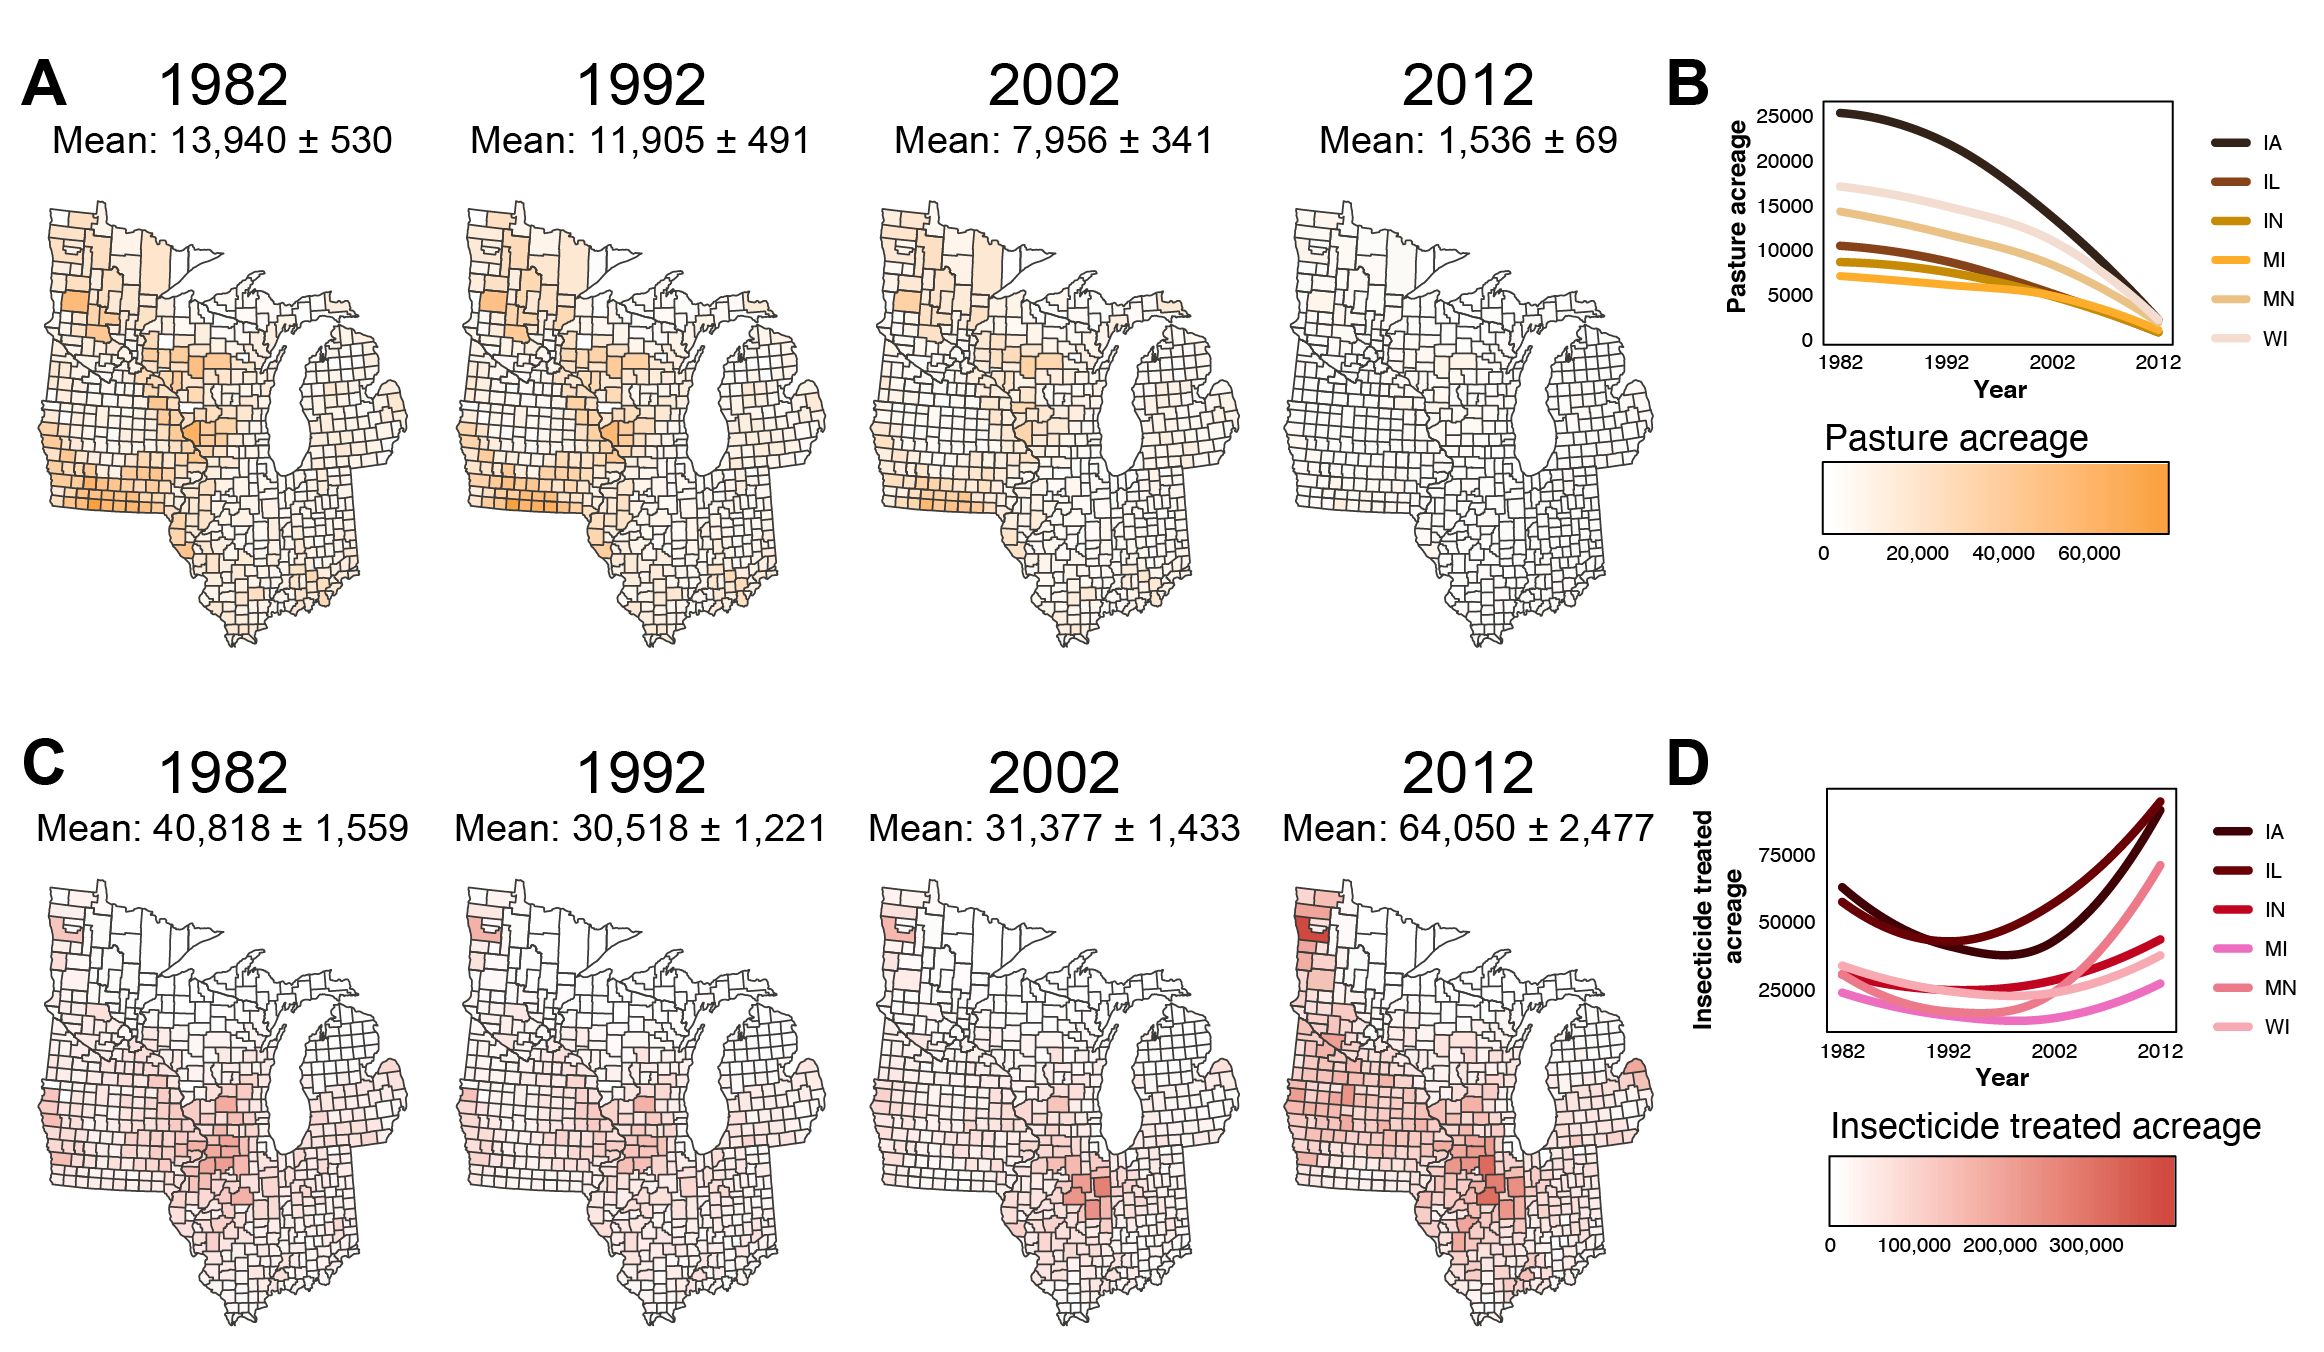 A
1982
Mean: 13,940 ± 530
1992
Mean: 11,905 ± 491
2002
Mean: 7,956 ± 341
2012
Mean: 1,536 ± 69
B
Pasture acreage
25000
20000
15000
10000
5000
0
1982 1992 2002 2012
Year
IA
IL
IN
MI
MN
WI
Pasture acreage
0 20,000 40,000 60,000
C
1982
Mean: 40,818 ± 1,559
1992
Mean: 30,518 ± 1,221
2002
Mean: 31,377 ± 1,433
2012
Mean: 64,050 ± 2,477
D
Insecticide treated
acreage
75000
50000
25000
1982 1992 2002 2012
Year
IA
IL
IN
MI
MN
WI
Insecticide treated acreage
0 100,000 200,000 300,000